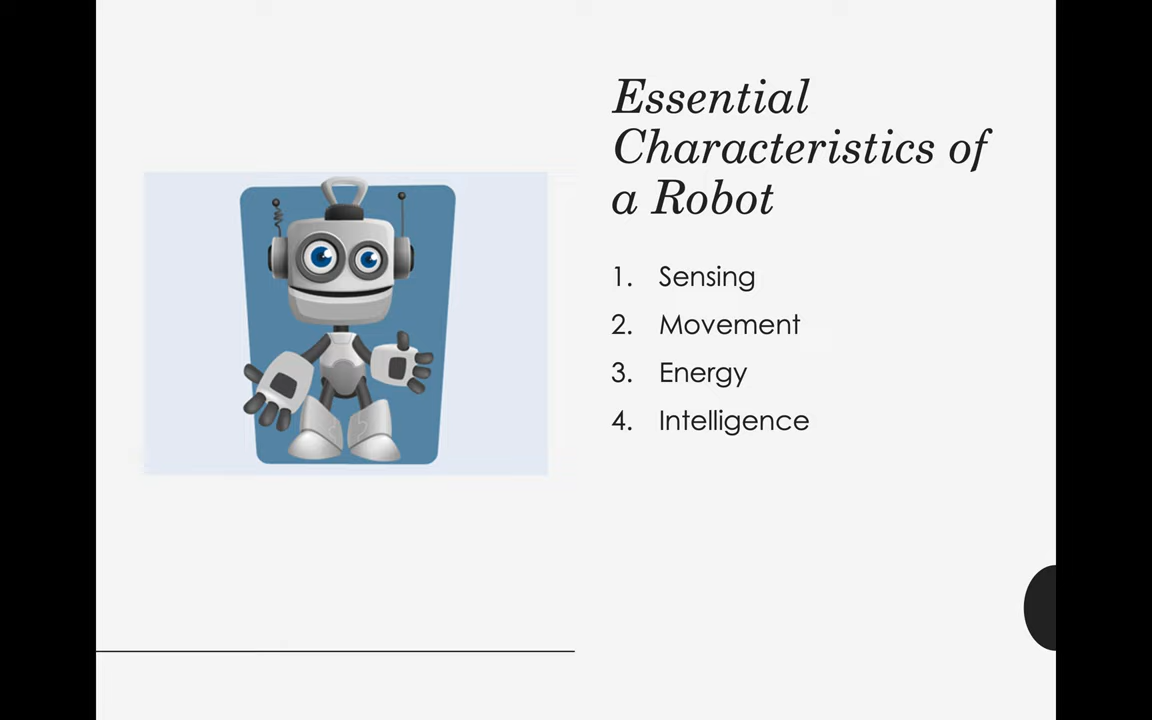 Essential
Characteristics of
a Robot
1. Sensing
2. Movement
3. Energy
4. Intelligence